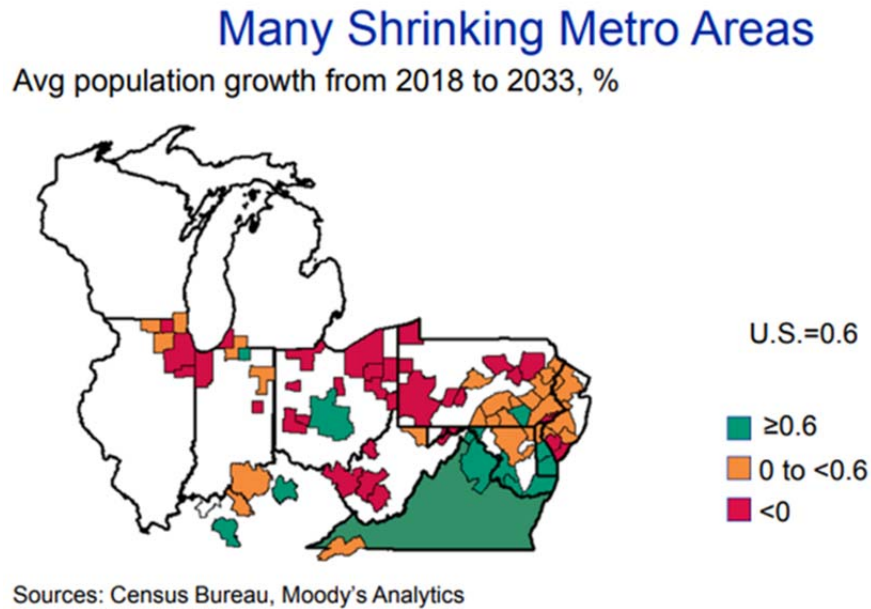 Many Shrinking Metro Areas
Avg population growth from 2018 to 2033, %
U.S.=0.6
≥0.6
0 to <0.6
<0
Sources: Census Bureau, Moody's Analytics